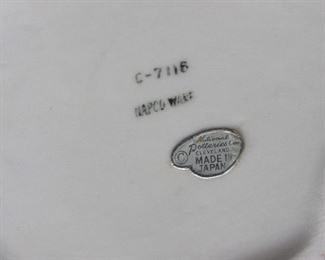 C-7116
NAPCO WARE
©
National
Potteries Co.
CLEVELAND
MADE IN
JAPAN